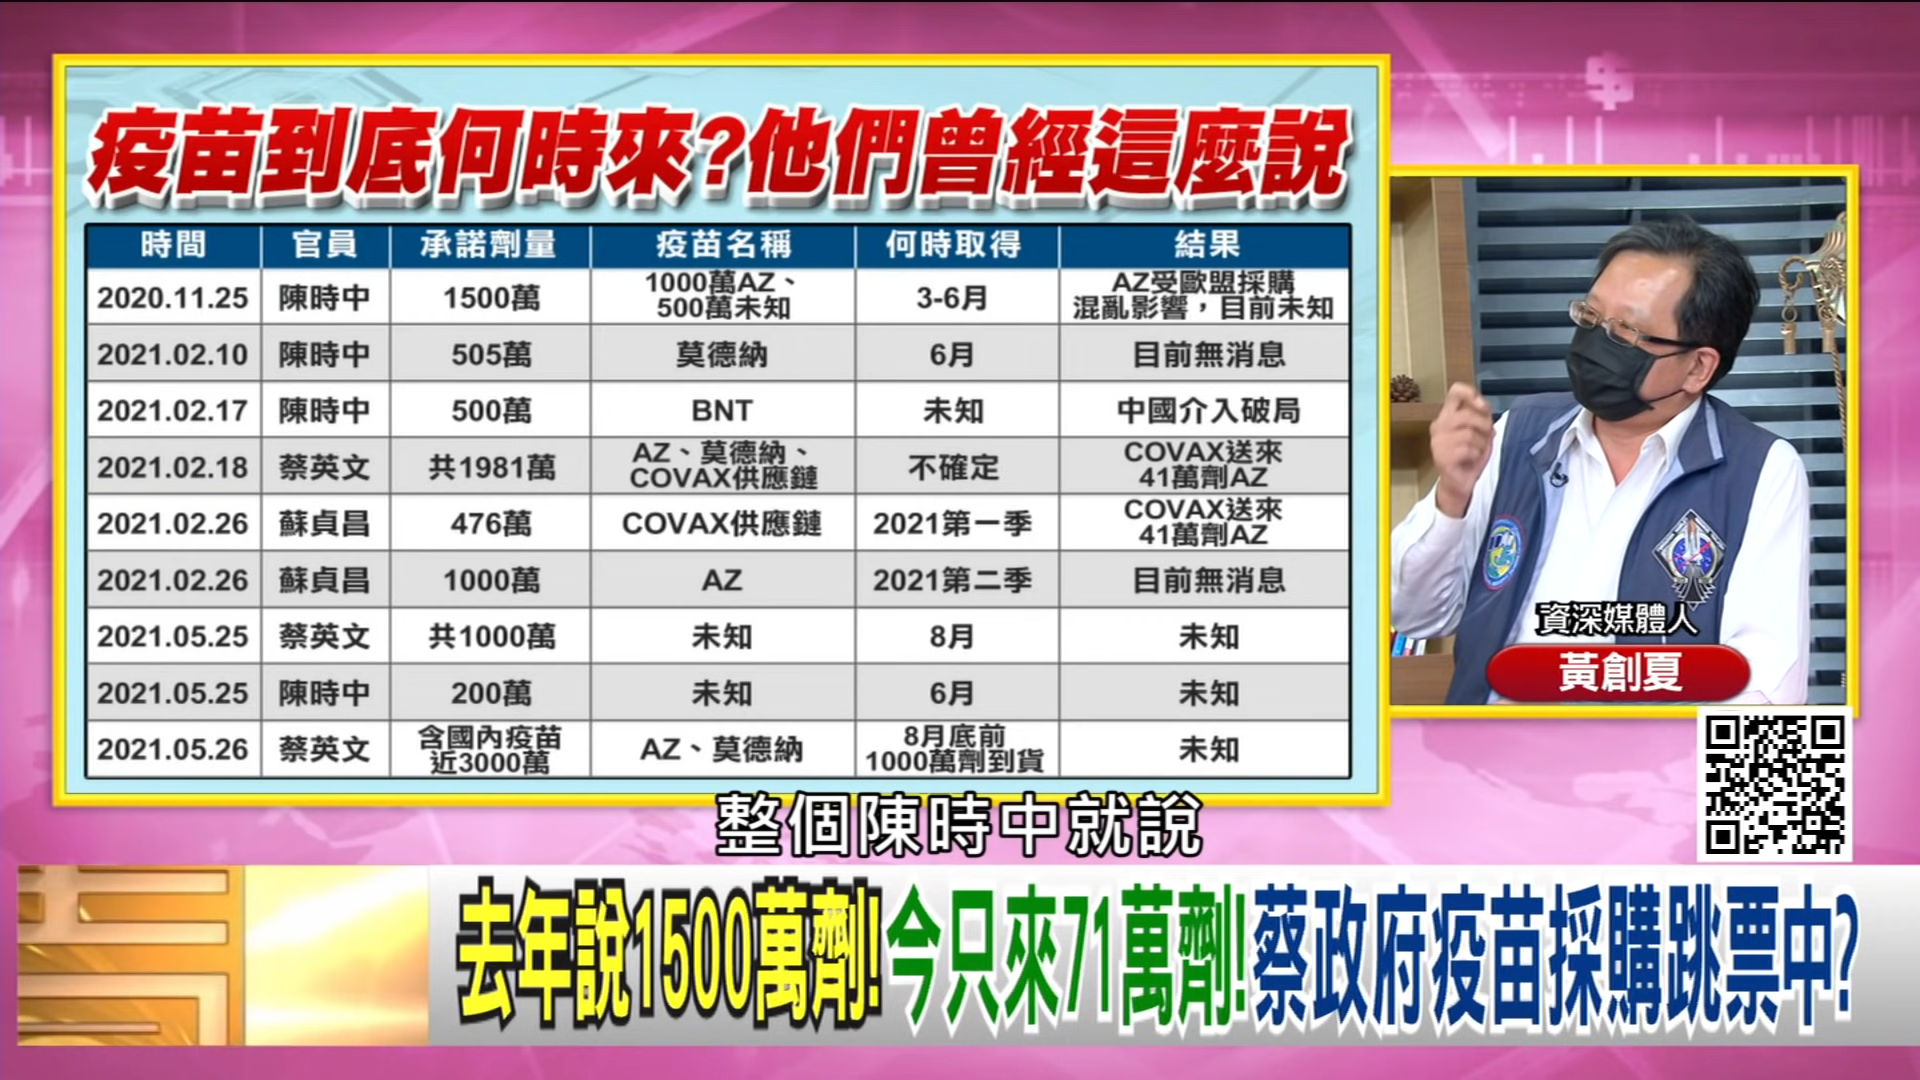 疫苗到底何時來?他們曾經這麼說
時間 官員 承諾劑量 疫苗名稱 何時取得 結果
2020.11.25 陳時中 1500萬 1000萬AZ、500萬未知 3-6月 AZ受歐盟採購混亂影響，目前未知
2021.02.10 陳時中 505萬 莫德納 6月 目前無消息
2021.02.17 陳時中 500萬 BNT 未知 中國介入破局
2021.02.18 蔡英文 共1981萬 AZ、莫德納、COVAX供應鏈 不確定 COVAX送來41萬劑AZ
2021.02.26 蘇貞昌 476萬 COVAX供應鏈 2021第一季 COVAX送來41萬劑AZ
2021.02.26 蘇貞昌 1000萬 AZ 2021第二季 目前無消息
2021.05.25 蔡英文 共1000萬 未知 8月 未知
2021.05.25 陳時中 200萬 未知 6月 未知
2021.05.26 蔡英文 含國內疫苗近3000萬 AZ、莫德納 8月底前1000萬劑到貨 未知
資深媒體人
黃創夏
整個陳時中就說
去年說1500萬劑!今只來71萬劑!蔡政府疫苗採購跳票中?